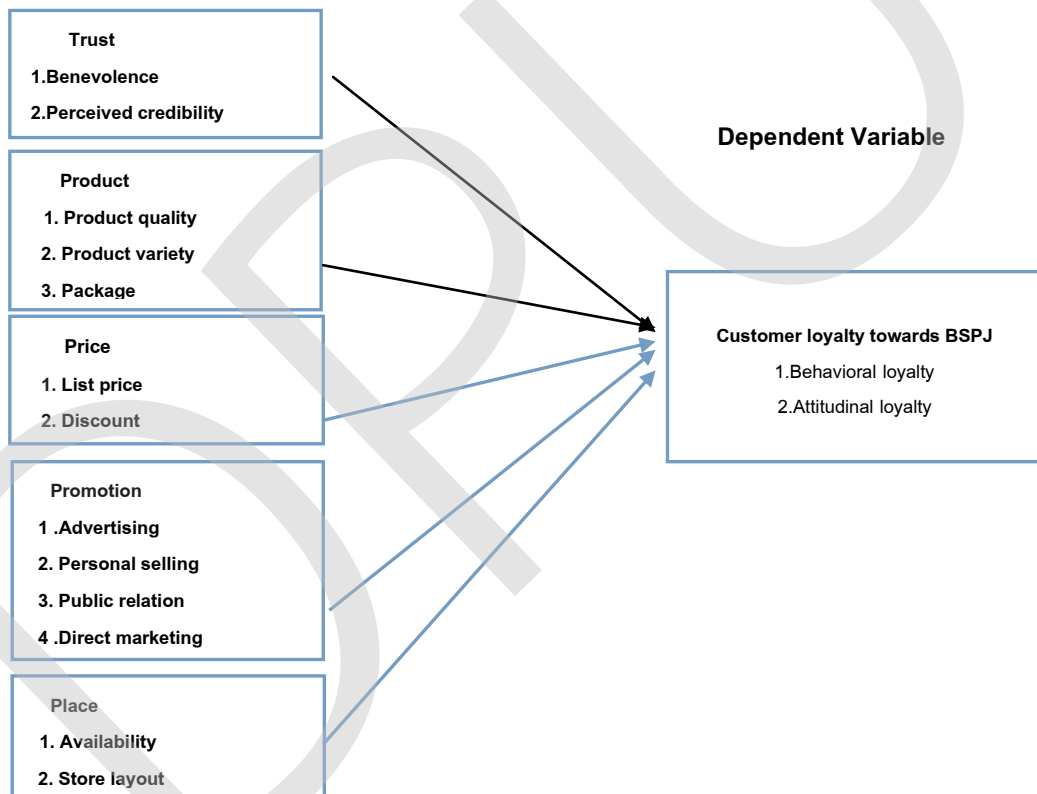 Trust
1.Benevolence
2.Perceived credibility
Product
1. Product quality
2. Product variety
3. Package
Price
1. List price
2. Discount
Promotion
1 .Advertising
2. Personal selling
3. Public relation
4 .Direct marketing
Place
1. Availability
2. Store layout
Dependent Variable
Customer loyalty towards BSPJ
1.Behavioral loyalty
2.Attitudinal loyalty